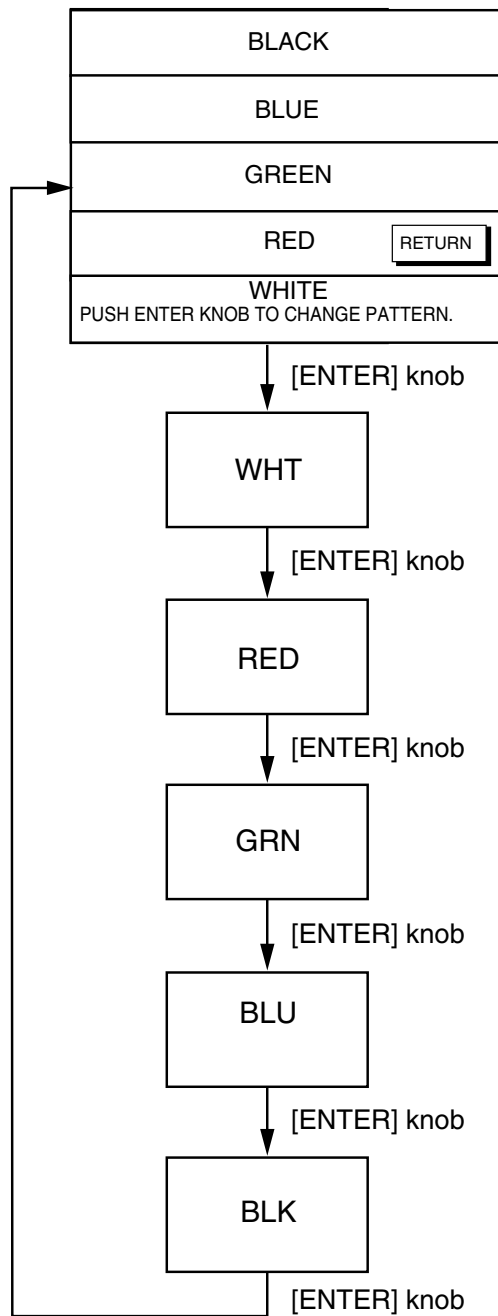 BLACK
BLUE
GREEN
RED
RETURN
WHITE
PUSH ENTER KNOB TO CHANGE PATTERN.
[ENTER] knob
WHT
[ENTER] knob
RED
[ENTER] knob
GRN
[ENTER] knob
BLU
[ENTER] knob
BLK
[ENTER] knob